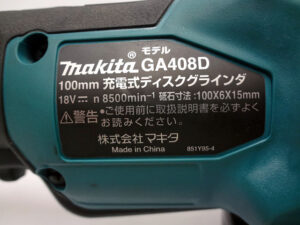 モデル
makita GA408D
100mm 充電式ディスクグラインダ
18V⎓ n 8500min⁻¹ 砥石寸法:100X6X15mm
⚠警告 •ご使用前に取扱説明書を必ずよく
お読みください。
株式会社 マキタ
Made in China 851Y95-4